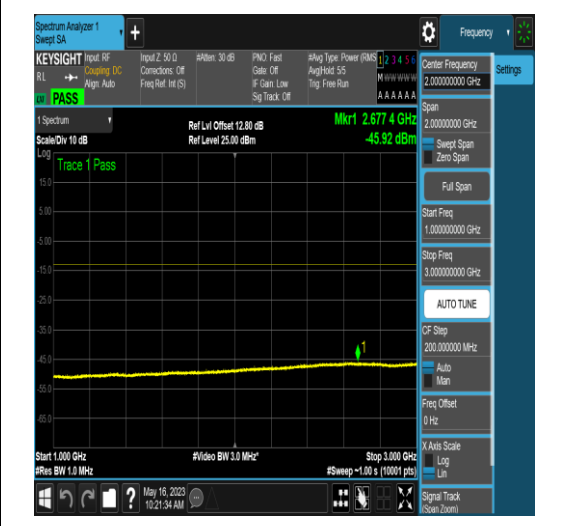 Spectrum Analyzer 1
Swept SA
Frequency
KEYSIGHT
RL
Align: Auto
PASS
Input: RF
Coupling: DC
Input Z: 50 Ω
Corrections: Off
Freq Ref: Int (S)
#Atten: 30 dB
PNO: Fast
Gate: Off
IF Gain: Low
Sig Track: Off
#Avg Type: Power (RMS
Avg|Hold: 5/5
Trig: Free Run
1 2 3 4 5 6
M W W W W W
A A A A A A
Center Frequency
2.000000000 GHz
Settings
Span
2.00000000 GHz
Swept Span
Zero Span
Full Span
Start Freq
1.000000000 GHz
Stop Freq
3.000000000 GHz
AUTO TUNE
CF Step
200.000000 MHz
Auto
Man
Freq Offset
0 Hz
X Axis Scale
Log
Lin
Signal Track
(Span Zoom)
1 Spectrum
Scale/Div 10 dB
Ref Lvl Offset 12.80 dB
Ref Level 25.00 dBm
Mkr1 2.677 4 GHz
-45.92 dBm
Log
Trace 1 Pass
15.0
5.00
-5.00
-15.0
-25.0
-35.0
-45.0
-55.0
-65.0
1
Start 1.000 GHz
#Res BW 1.0 MHz
#Video BW 3.0 MHz*
Stop 3.000 GHz
#Sweep ~1.00 s (10001 pts)
?
May 16, 2023
10:21:34 AM